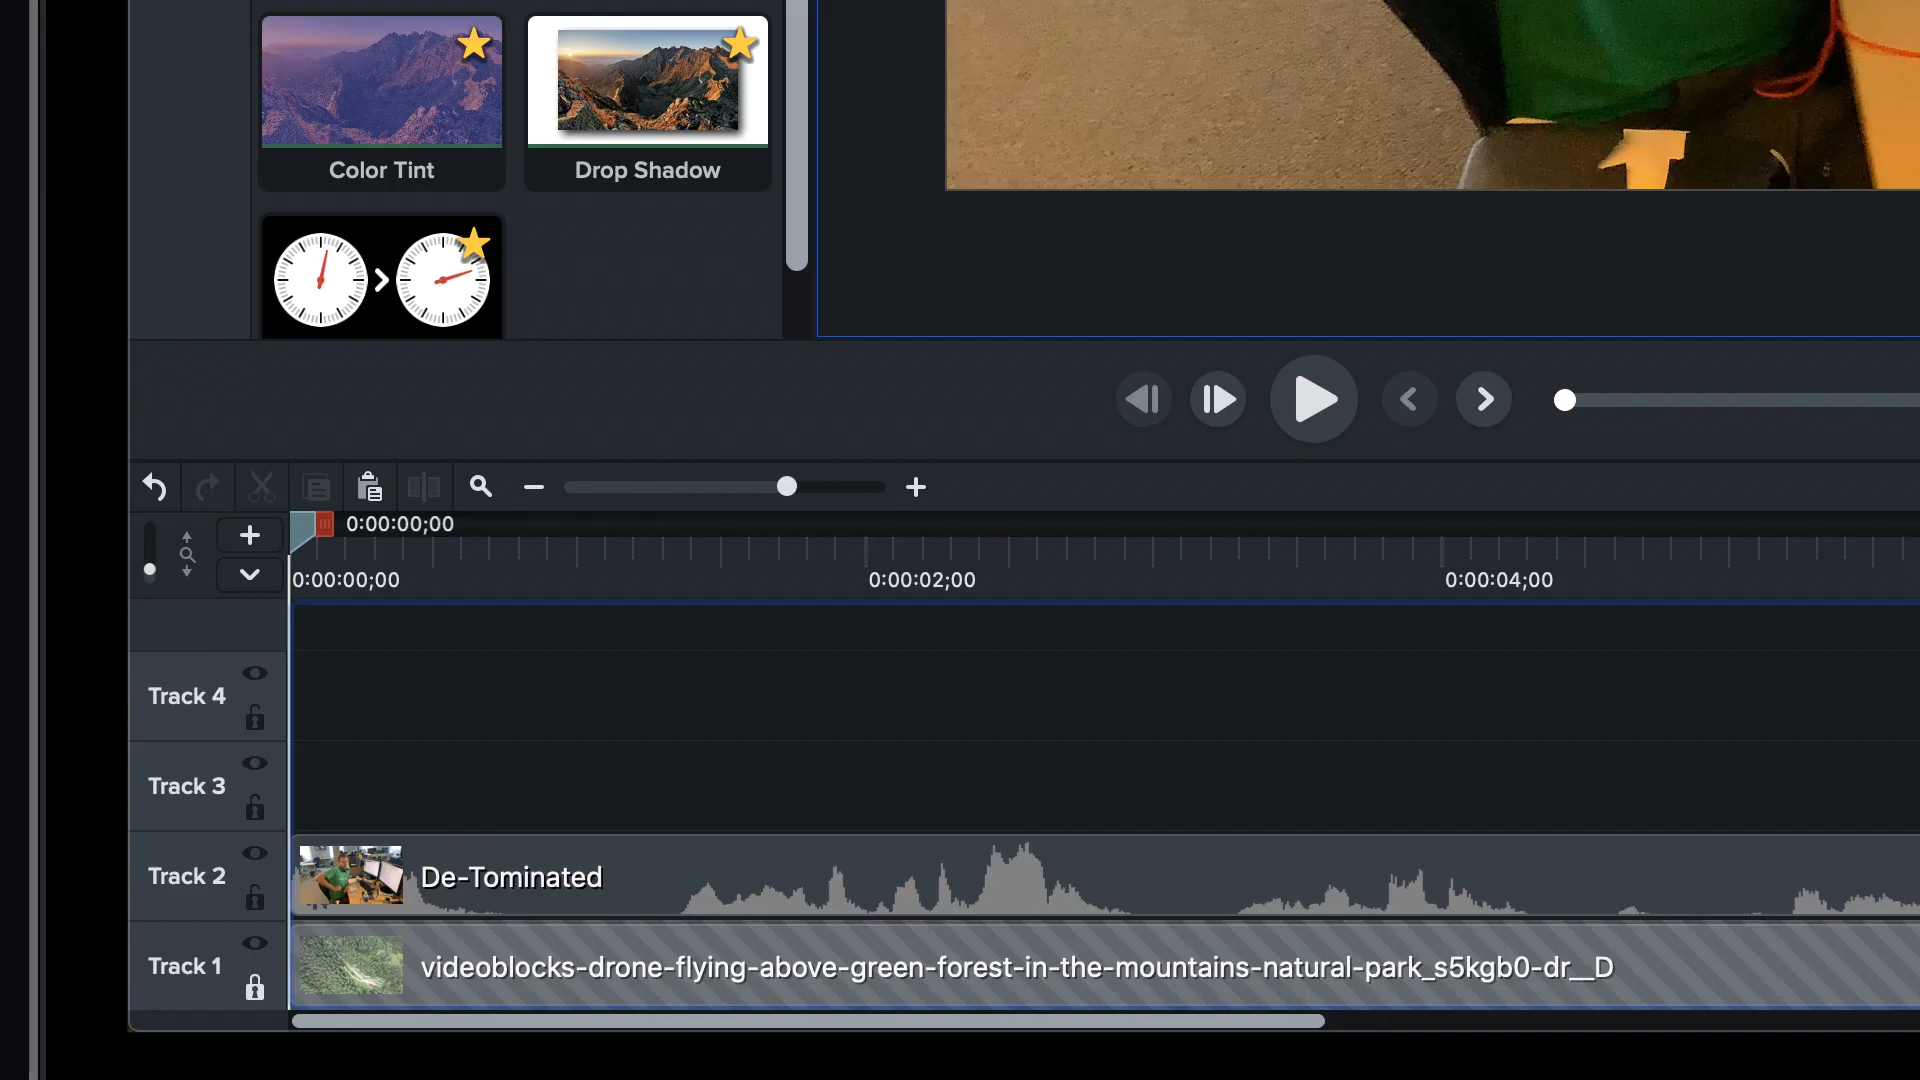 Color Tint
Drop Shadow
0:00:00;00
0:00:00;00
0:00:02;00
0:00:04;00
Track 4
Track 3
Track 2
De-Tominated
Track 1
videoblocks-drone-flying-above-green-forest-in-the-mountains-natural-park_s5kgb0-dr__D